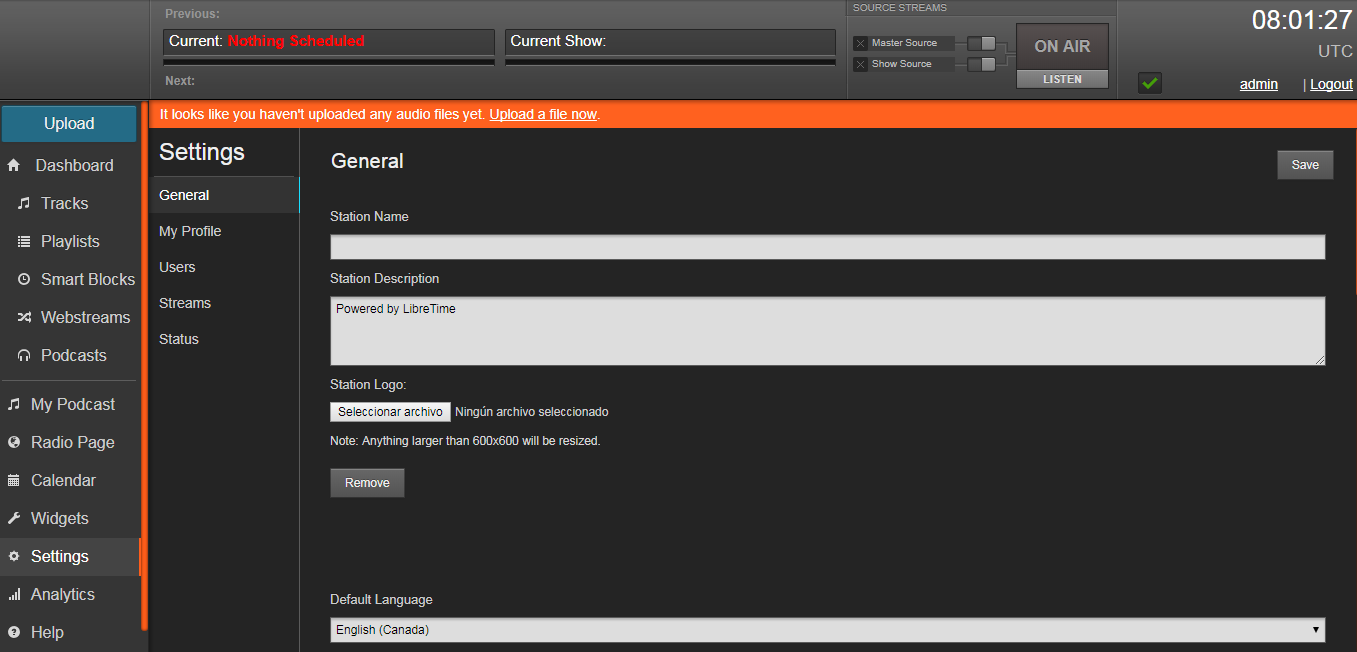 Previous:
Current: Nothing Scheduled
Current Show:
Next:
SOURCE STREAMS
Master Source
Show Source
ON AIR
LISTEN
08:01:27
UTC
admin | Logout
Upload
Dashboard
Tracks
Playlists
Smart Blocks
Webstreams
Podcasts
My Podcast
Radio Page
Calendar
Widgets
Settings
Analytics
Help
It looks like you haven't uploaded any audio files yet. Upload a file now.
Settings
General
My Profile
Users
Streams
Status
General
Save
Station Name
Station Description
Powered by LibreTime
Station Logo:
Seleccionar archivo Ningún archivo seleccionado
Note: Anything larger than 600x600 will be resized.
Remove
Default Language
English (Canada)